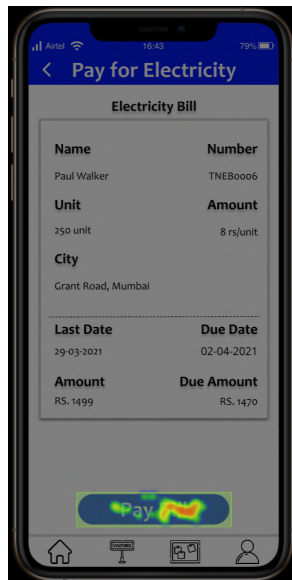 Airtel 16:43 79%
Pay for Electricity
Electricity Bill
Name Number
Paul Walker TNEB0006
Unit Amount
250 unit 8 rs/unit
City
Grant Road, Mumbai
Last Date Due Date
29-03-2021 02-04-2021
Amount Due Amount
RS. 1499 RS. 1470
Pay
VISITORS